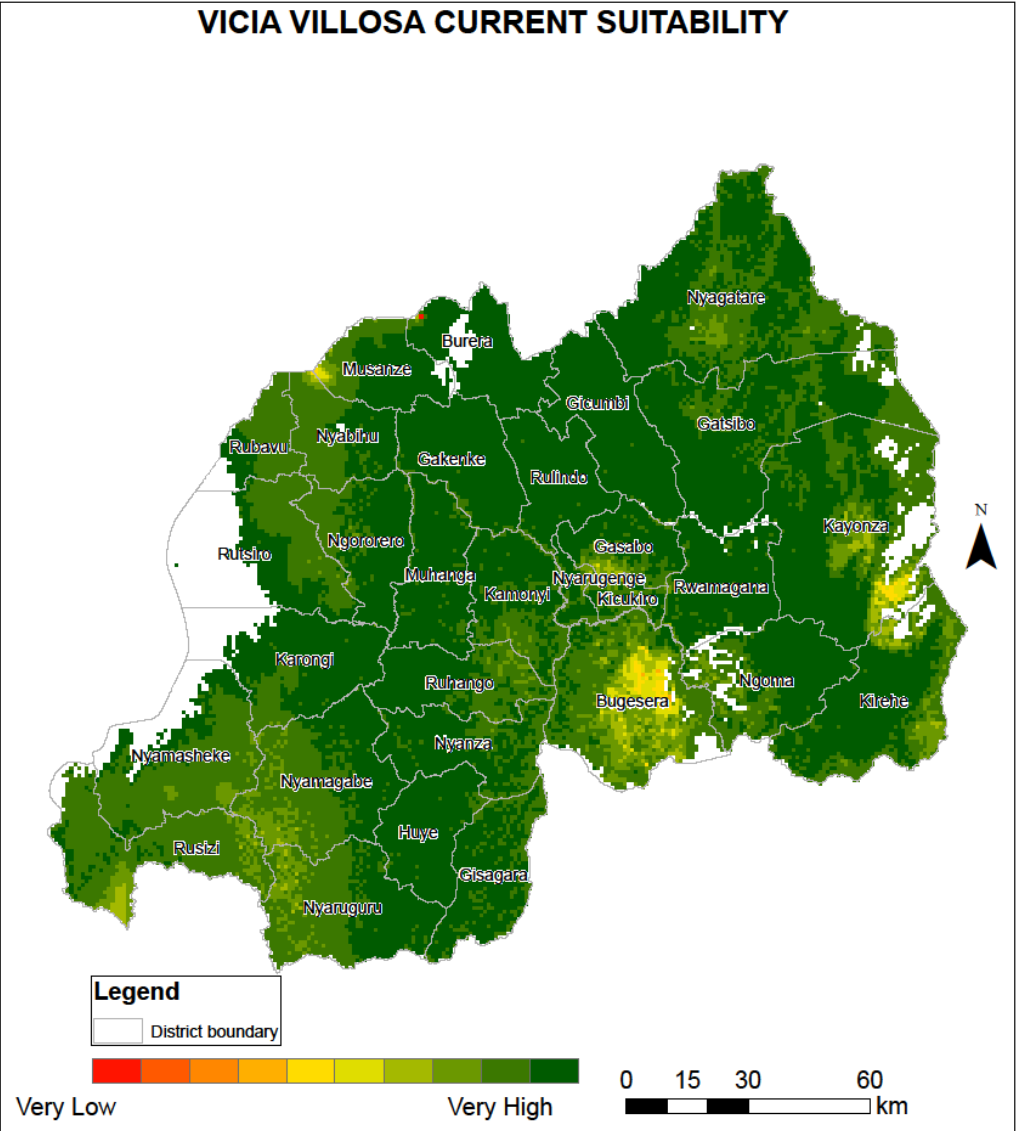 VICIA VILLOSA CURRENT SUITABILITY
Nyagatare
Burera
Musanze
Gicumbi
Gatsibo
Nyabihu
Rubavu
Gakenke
Rulindo
Kayonza
Ngororero
Gasabo
Rutsiro
Muhanga
Nyarugenge
Rwamagana
Kamonyi
Kicukiro
Karongi
Ruhango
Ngoma
Bugesera
Kirehe
Nyanza
Nyamasheke
Nyamagabe
Huye
Rusizi
Gisagara
Nyaruguru
N
Legend
District boundary
Very Low Very High
0 15 30 60
km